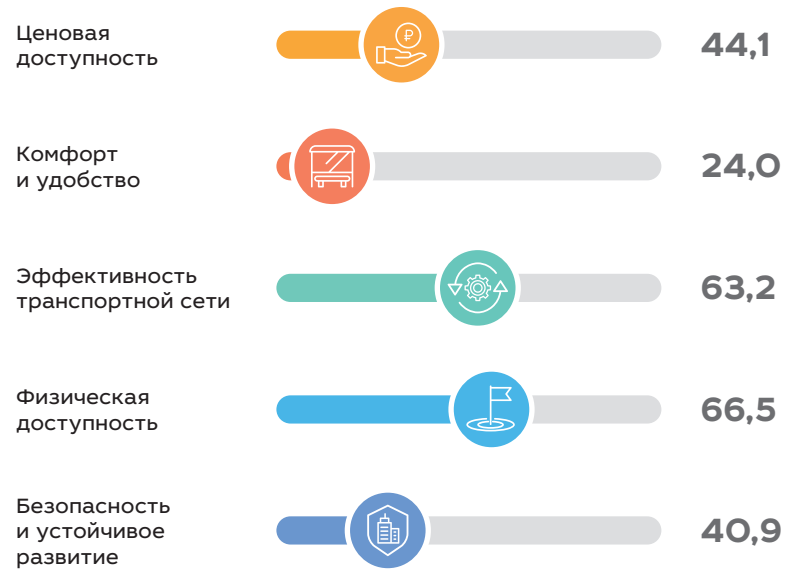 Ценовая
доступность
₽
44,1
Комфорт
и удобство
24,0
Эффективность
транспортной сети
63,2
Физическая
доступность
66,5
Безопасность
и устойчивое
развитие
40,9